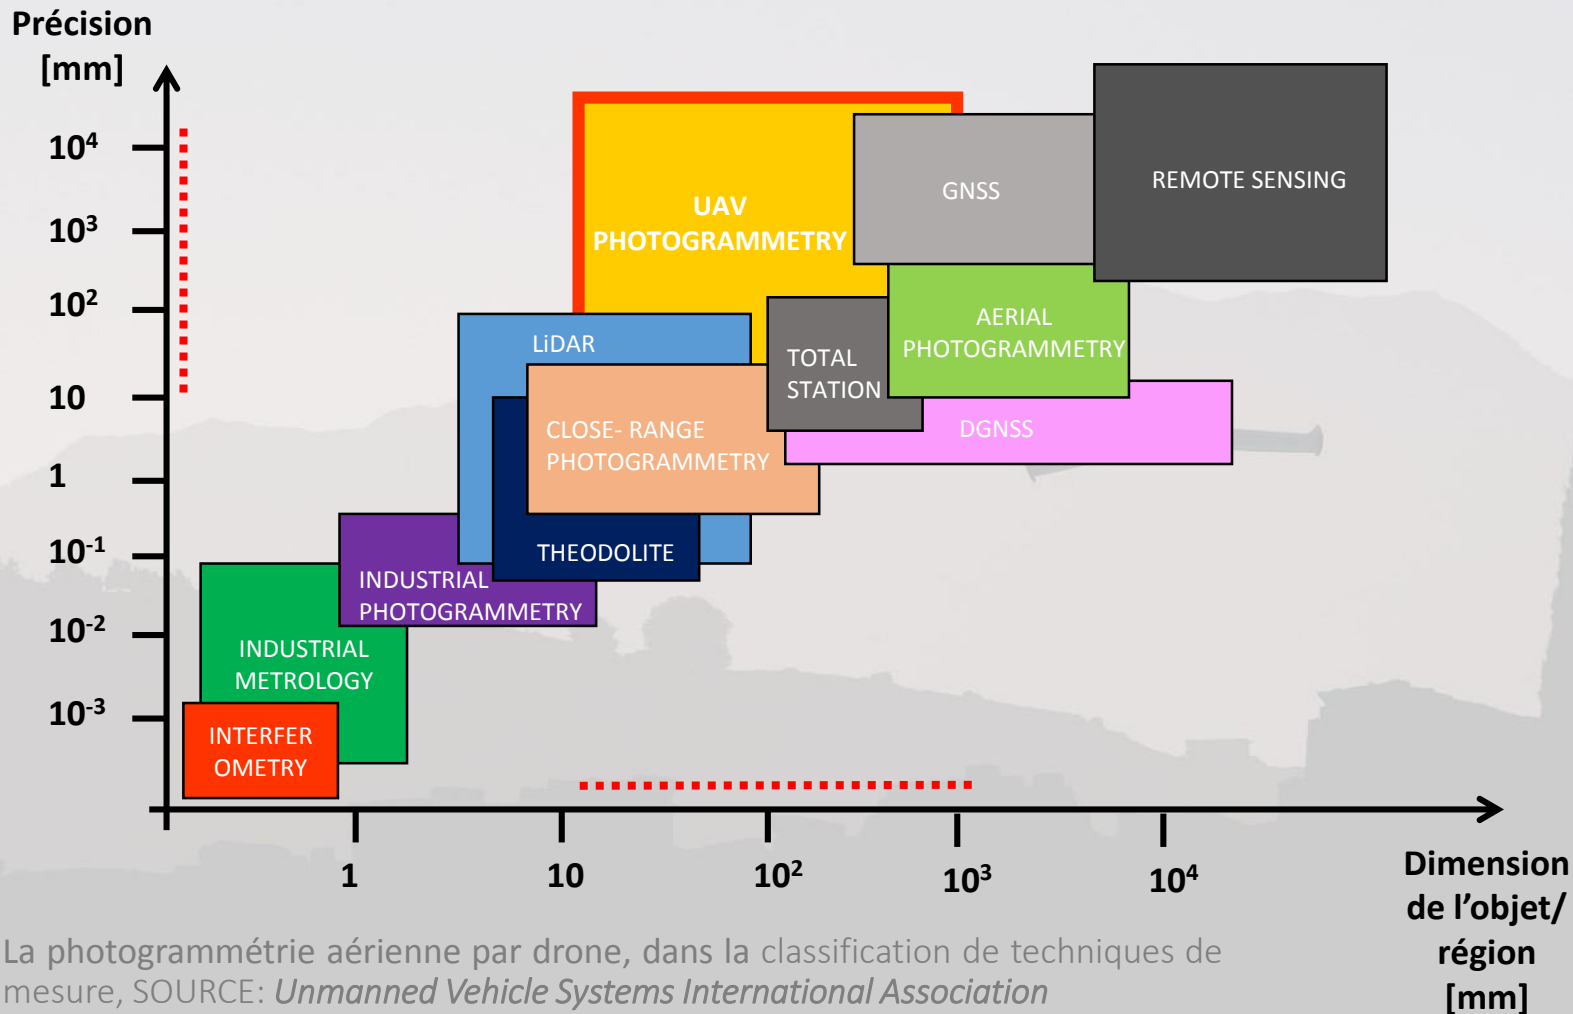 Précision
[mm]
10⁴
10³
10²
10
1
10⁻¹
10⁻²
10⁻³
UAV
PHOTOGRAMMETRY
GNSS
REMOTE SENSING
AERIAL
PHOTOGRAMMETRY
LiDAR
TOTAL
STATION
CLOSE- RANGE
PHOTOGRAMMETRY
DGNSS
THEODOLITE
INDUSTRIAL
PHOTOGRAMMETRY
INDUSTRIAL
METROLOGY
INTERFER
OMETRY
1
10
10²
10³
10⁴
Dimension
de l’objet/
région
[mm]
La photogrammétrie aérienne par drone, dans la classification de techniques de
mesure, SOURCE: Unmanned Vehicle Systems International Association